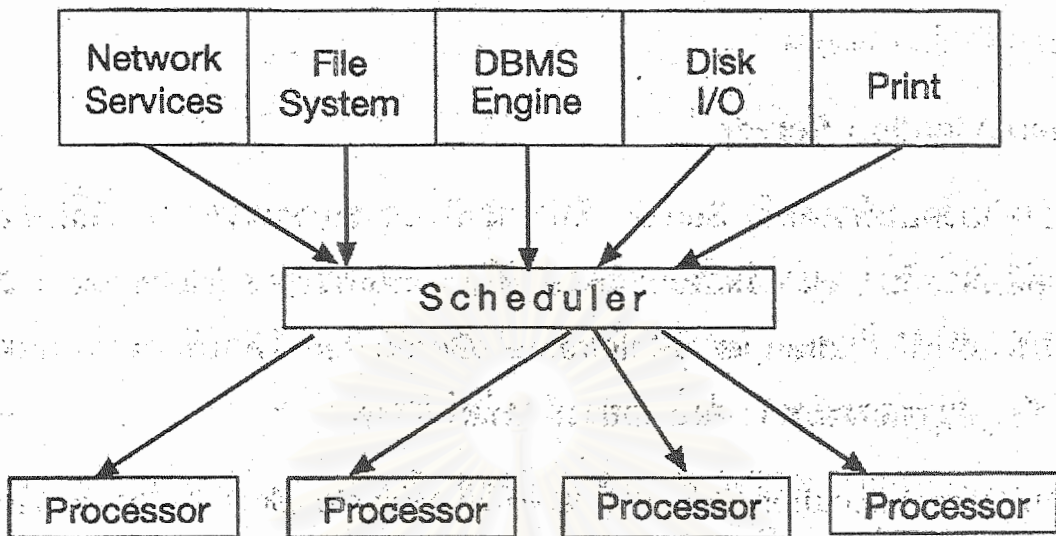 Network
Services
File
System
DBMS
Engine
Disk
I/O
Print
Scheduler
Processor
Processor
Processor
Processor